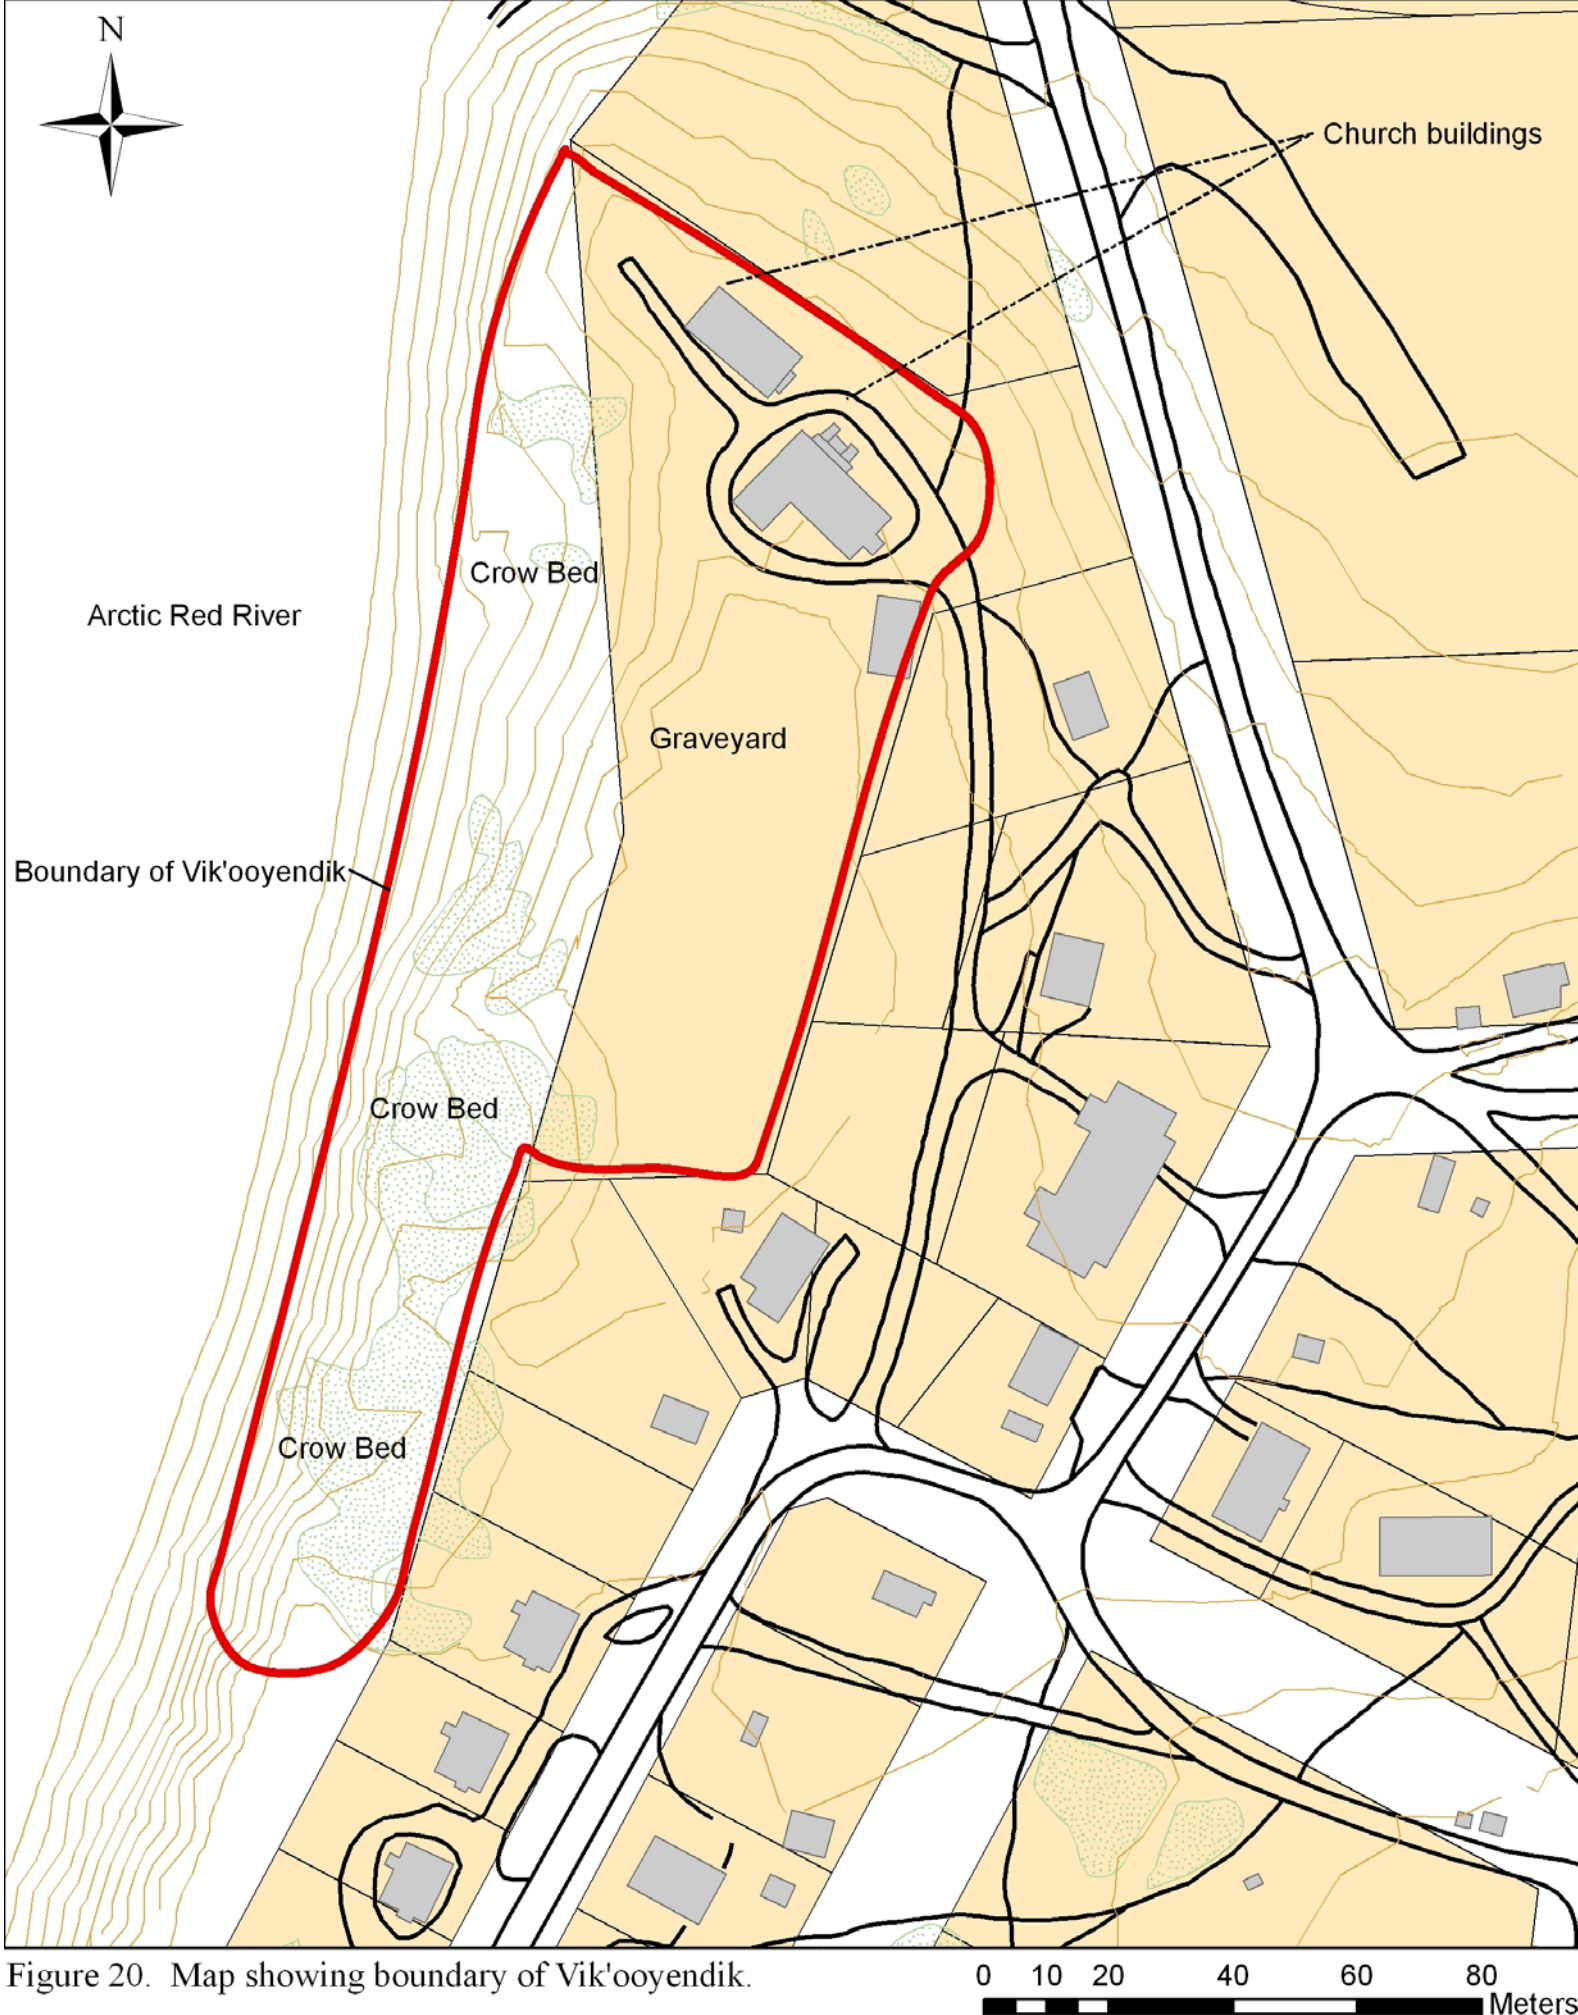 N
Church buildings
Crow Bed
Arctic Red River
Graveyard
Boundary of Vik'ooyendik
Crow Bed
Crow Bed
Figure 20. Map showing boundary of Vik'ooyendik.
0 10 20 40 60 80
Meters